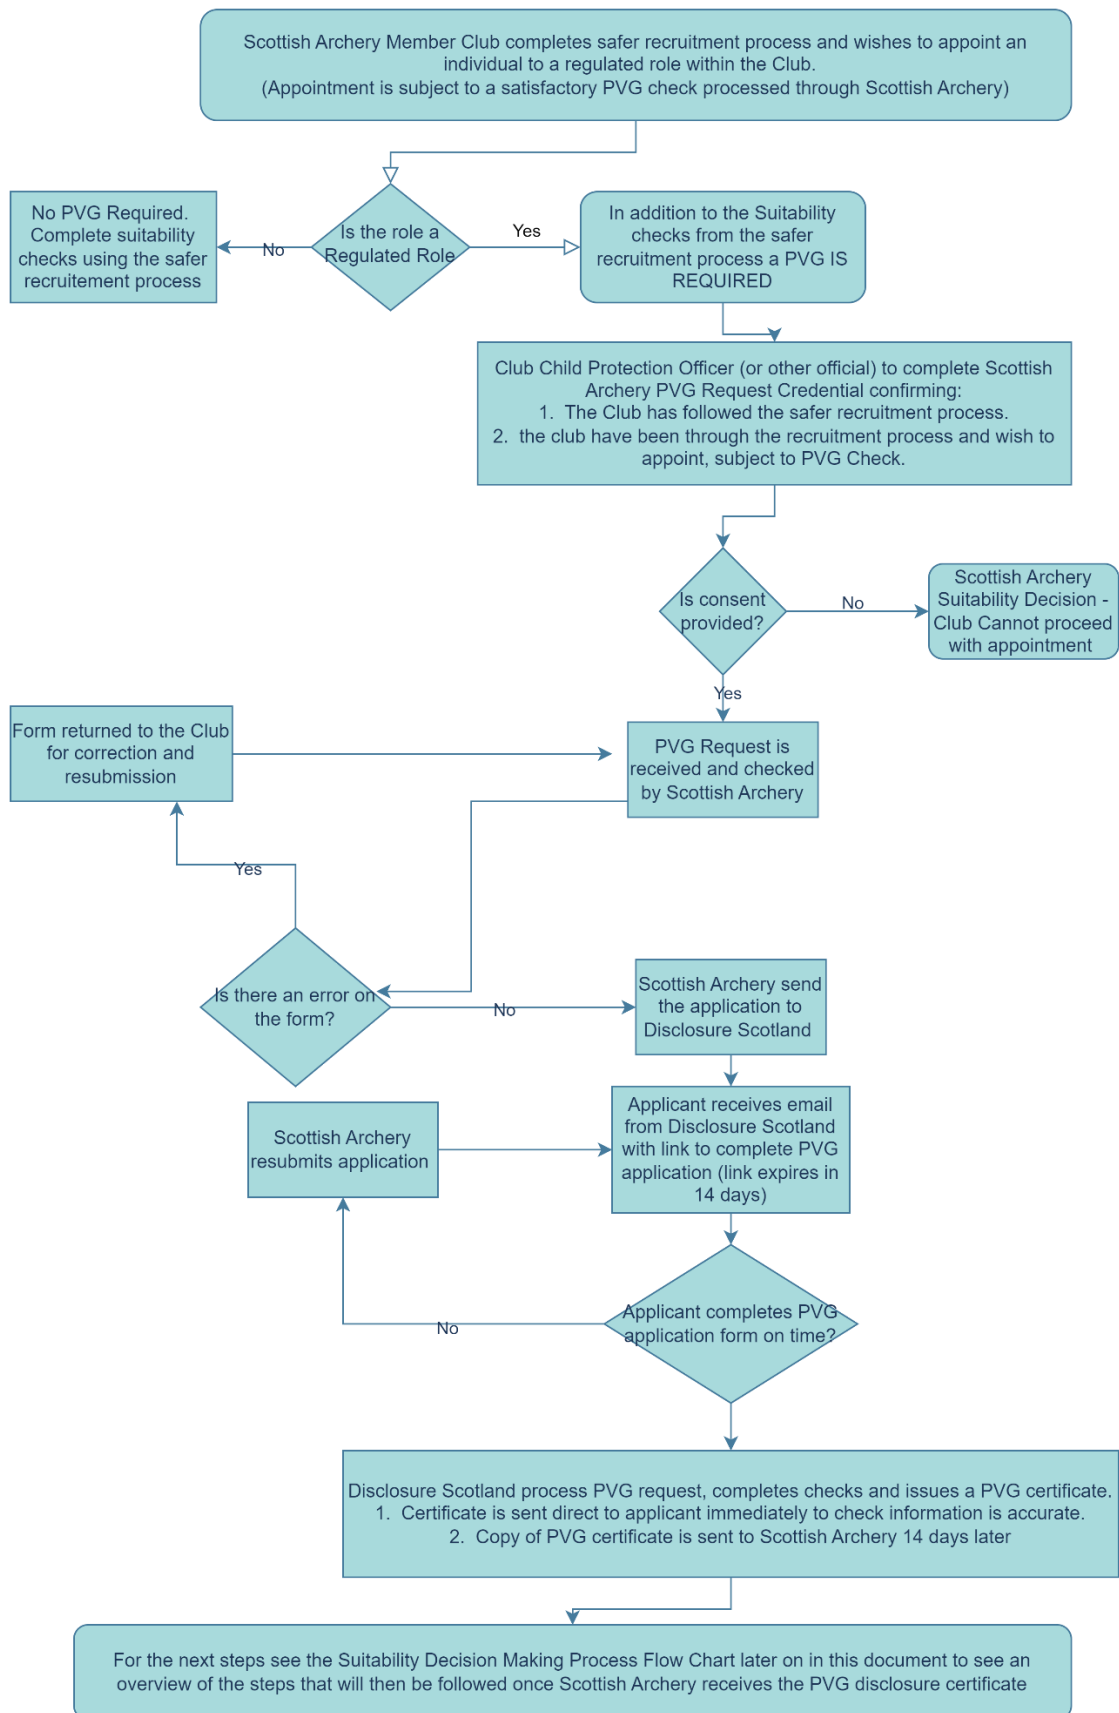 Scottish Archery Member Club completes safer recruitment process and wishes to appoint an
individual to a regulated role within the Club.
(Appointment is subject to a satisfactory PVG check processed through Scottish Archery)
No PVG Required.
Complete suitability
checks using the safer
recruitement process
No
Is the role a
Regulated Role
Yes
In addition to the Suitability
checks from the safer
recruitment process a PVG IS
REQUIRED
Club Child Protection Officer (or other official) to complete Scottish
Archery PVG Request Credential confirming:
1. The Club has followed the safer recruitment process.
2. the club have been through the recruitment process and wish to
appoint, subject to PVG Check.
Is consent
provided?
No
Scottish Archery
Suitability Decision -
Club Cannot proceed
with appointment
Yes
Form returned to the Club
for correction and
resubmission
PVG Request is
received and checked
by Scottish Archery
Yes
Is there an error on
the form?
No
Scottish Archery send
the application to
Disclosure Scotland
Scottish Archery
resubmits application
Applicant receives email
from Disclosure Scotland
with link to complete PVG
application (link expires in
14 days)
No
Applicant completes PVG
application form on time?
Disclosure Scotland process PVG request, completes checks and issues a PVG certificate.
1. Certificate is sent direct to applicant immediately to check information is accurate.
2. Copy of PVG certificate is sent to Scottish Archery 14 days later
For the next steps see the Suitability Decision Making Process Flow Chart later on in this document to see an
overview of the steps that will then be followed once Scottish Archery receives the PVG disclosure certificate